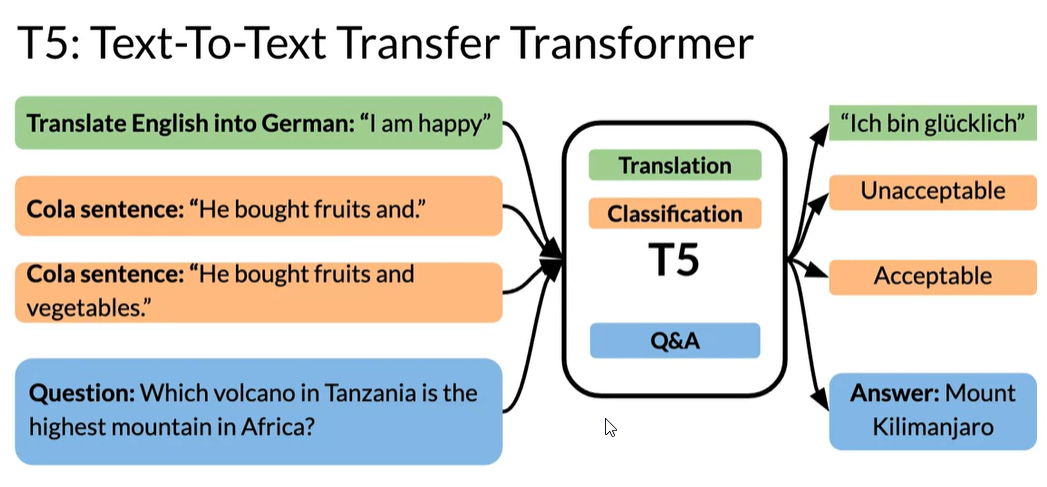 T5: Text-To-Text Transfer Transformer
Translate English into German: “I am happy”
Cola sentence: “He bought fruits and.”
Cola sentence: “He bought fruits and
vegetables.”
Question: Which volcano in Tanzania is the
highest mountain in Africa?
Translation
Classification
T5
Q&A
“Ich bin glücklich”
Unacceptable
Acceptable
Answer: Mount
Kilimanjaro